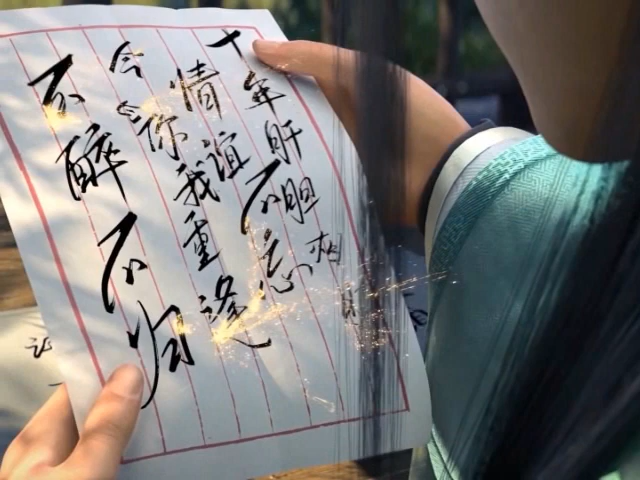 十年肝胆
情谊不忘
今你我重逢
不醉不归